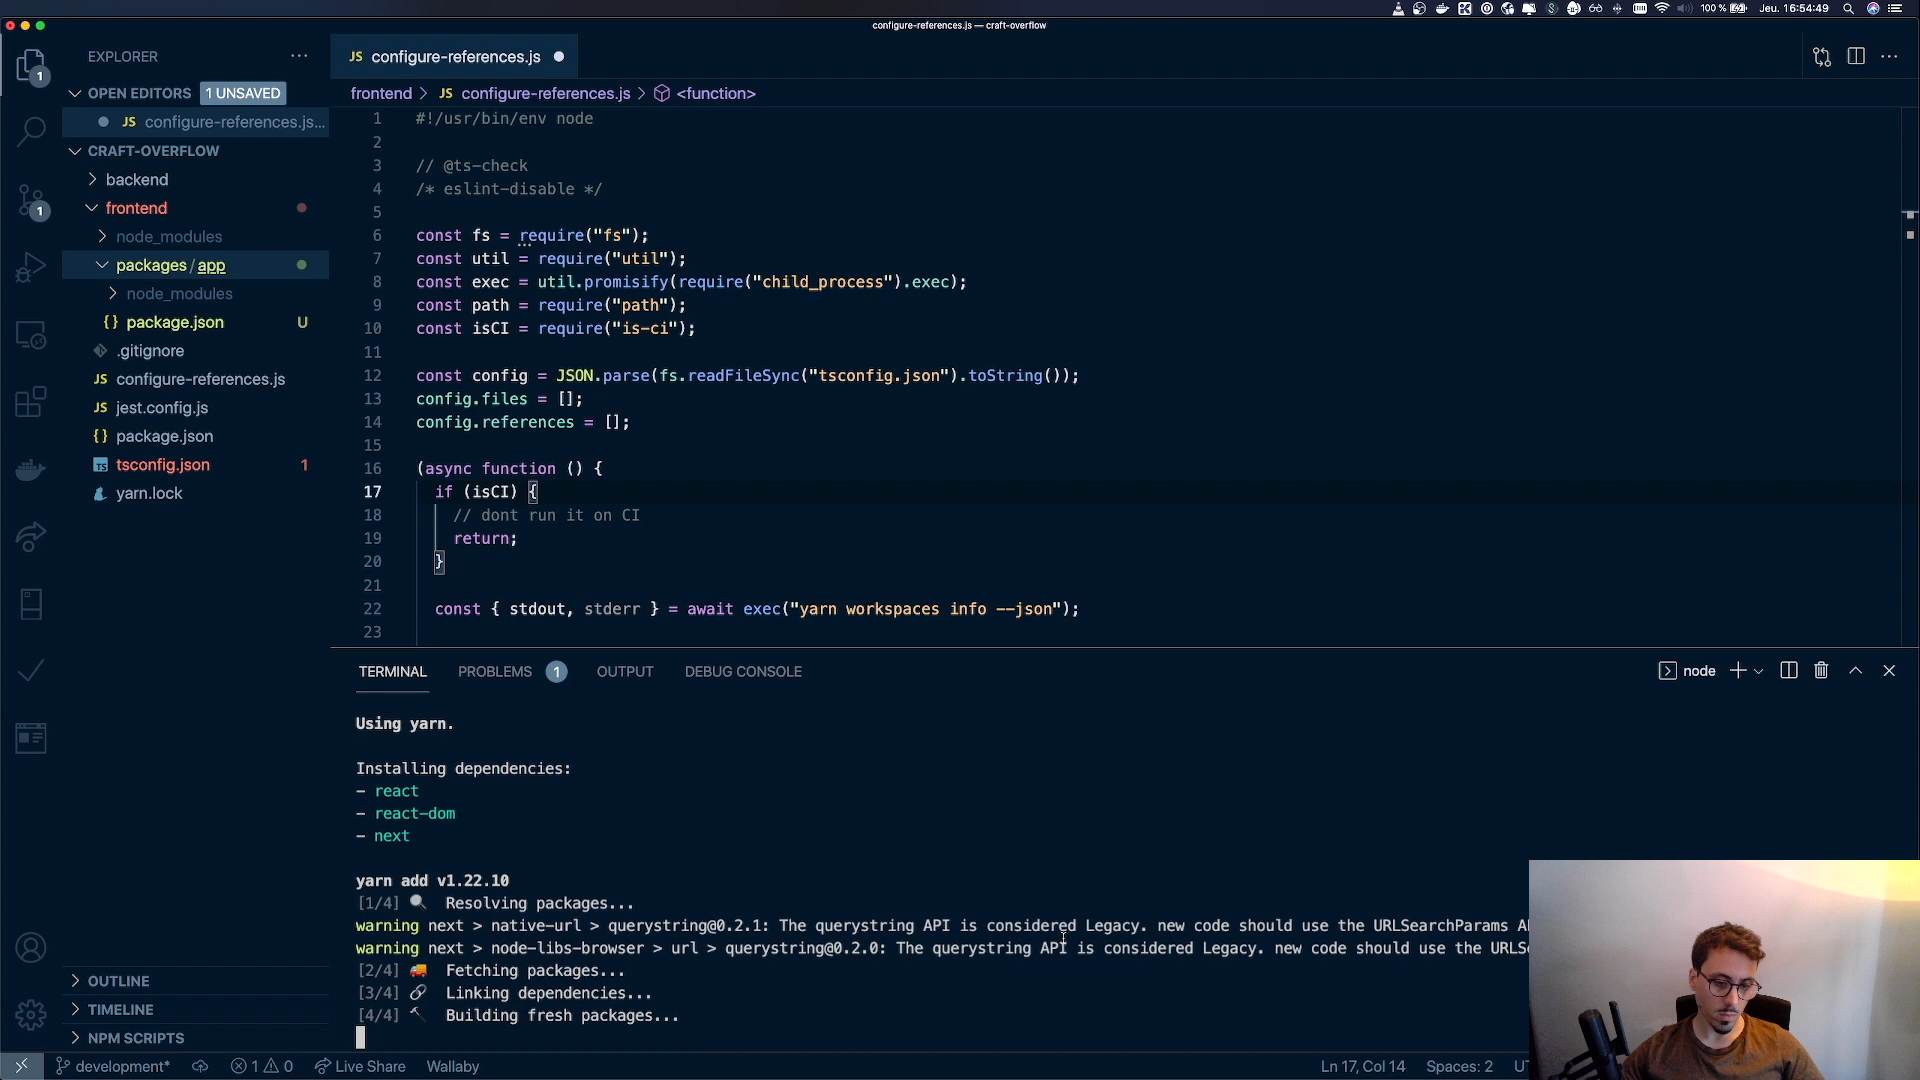 100 %
Jeu. 16:54:49
configure-references.js — craft-overflow
EXPLORER
OPEN EDITORS
1 UNSAVED
JS configure-references.js...
CRAFT-OVERFLOW
backend
frontend
node_modules
packages / app
node_modules
{} package.json U
.gitignore
JS configure-references.js
JS jest.config.js
{} package.json
TS tsconfig.json 1
yarn.lock
OUTLINE
TIMELINE
NPM SCRIPTS
1
1
JS configure-references.js
frontend > JS configure-references.js > <function>
1 #!/usr/bin/env node
2
3 // @ts-check
4 /* eslint-disable */
5
6 const fs = require("fs");
7 const util = require("util");
8 const exec = util.promisify(require("child_process").exec);
9 const path = require("path");
10 const isCI = require("is-ci");
11
12 const config = JSON.parse(fs.readFileSync("tsconfig.json").toString());
13 config.files = [];
14 config.references = [];
15
16 (async function () {
17 if (isCI) {
18 // dont run it on CI
19 return;
20 }
21
22 const { stdout, stderr } = await exec("yarn workspaces info --json");
23
TERMINAL
PROBLEMS 1
OUTPUT
DEBUG CONSOLE
node
Using yarn.
Installing dependencies:
- react
- react-dom
- next
yarn add v1.22.10
[1/4] Resolving packages...
warning next > native-url > querystring@0.2.1: The querystring API is considered Legacy. new code should use the URLSearchParams A
warning next > node-libs-browser > url > querystring@0.2.0: The querystring API is considered Legacy. new code should use the URLS
[2/4] Fetching packages...
[3/4] Linking dependencies...
[4/4] Building fresh packages...
development*
1
0
Live Share
Wallaby
Ln 17, Col 14
Spaces: 2